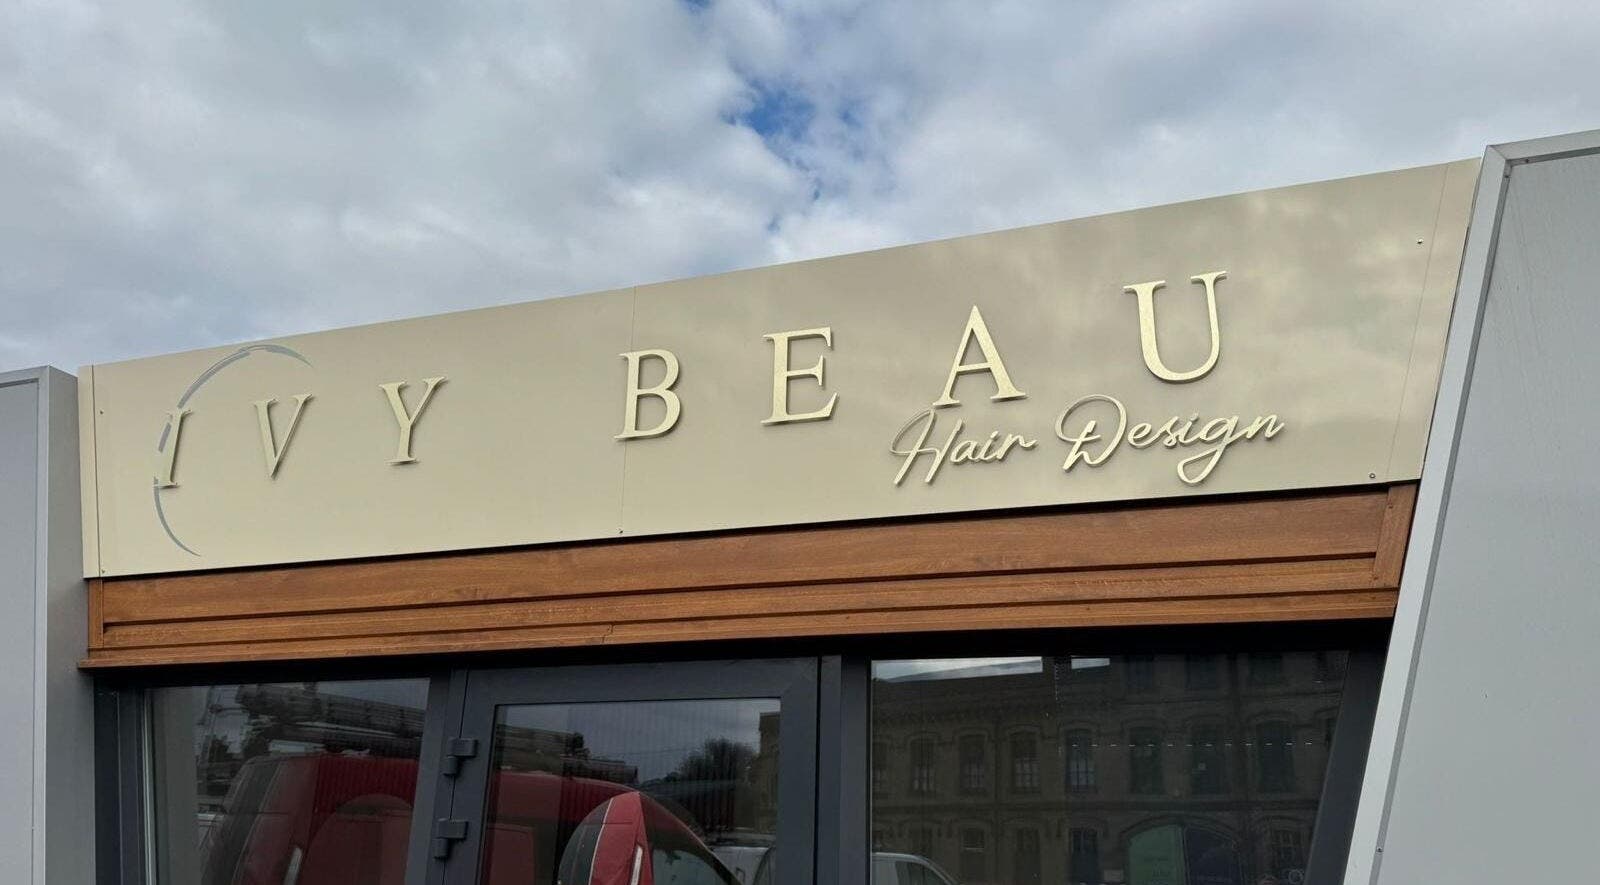 IVY BEAU
Hair Design